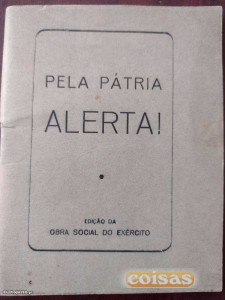 PELA PÁTRIA
ALERTA!
EDIÇÃO DA
OBRA SOCIAL DO EXÉRCITO
coisas